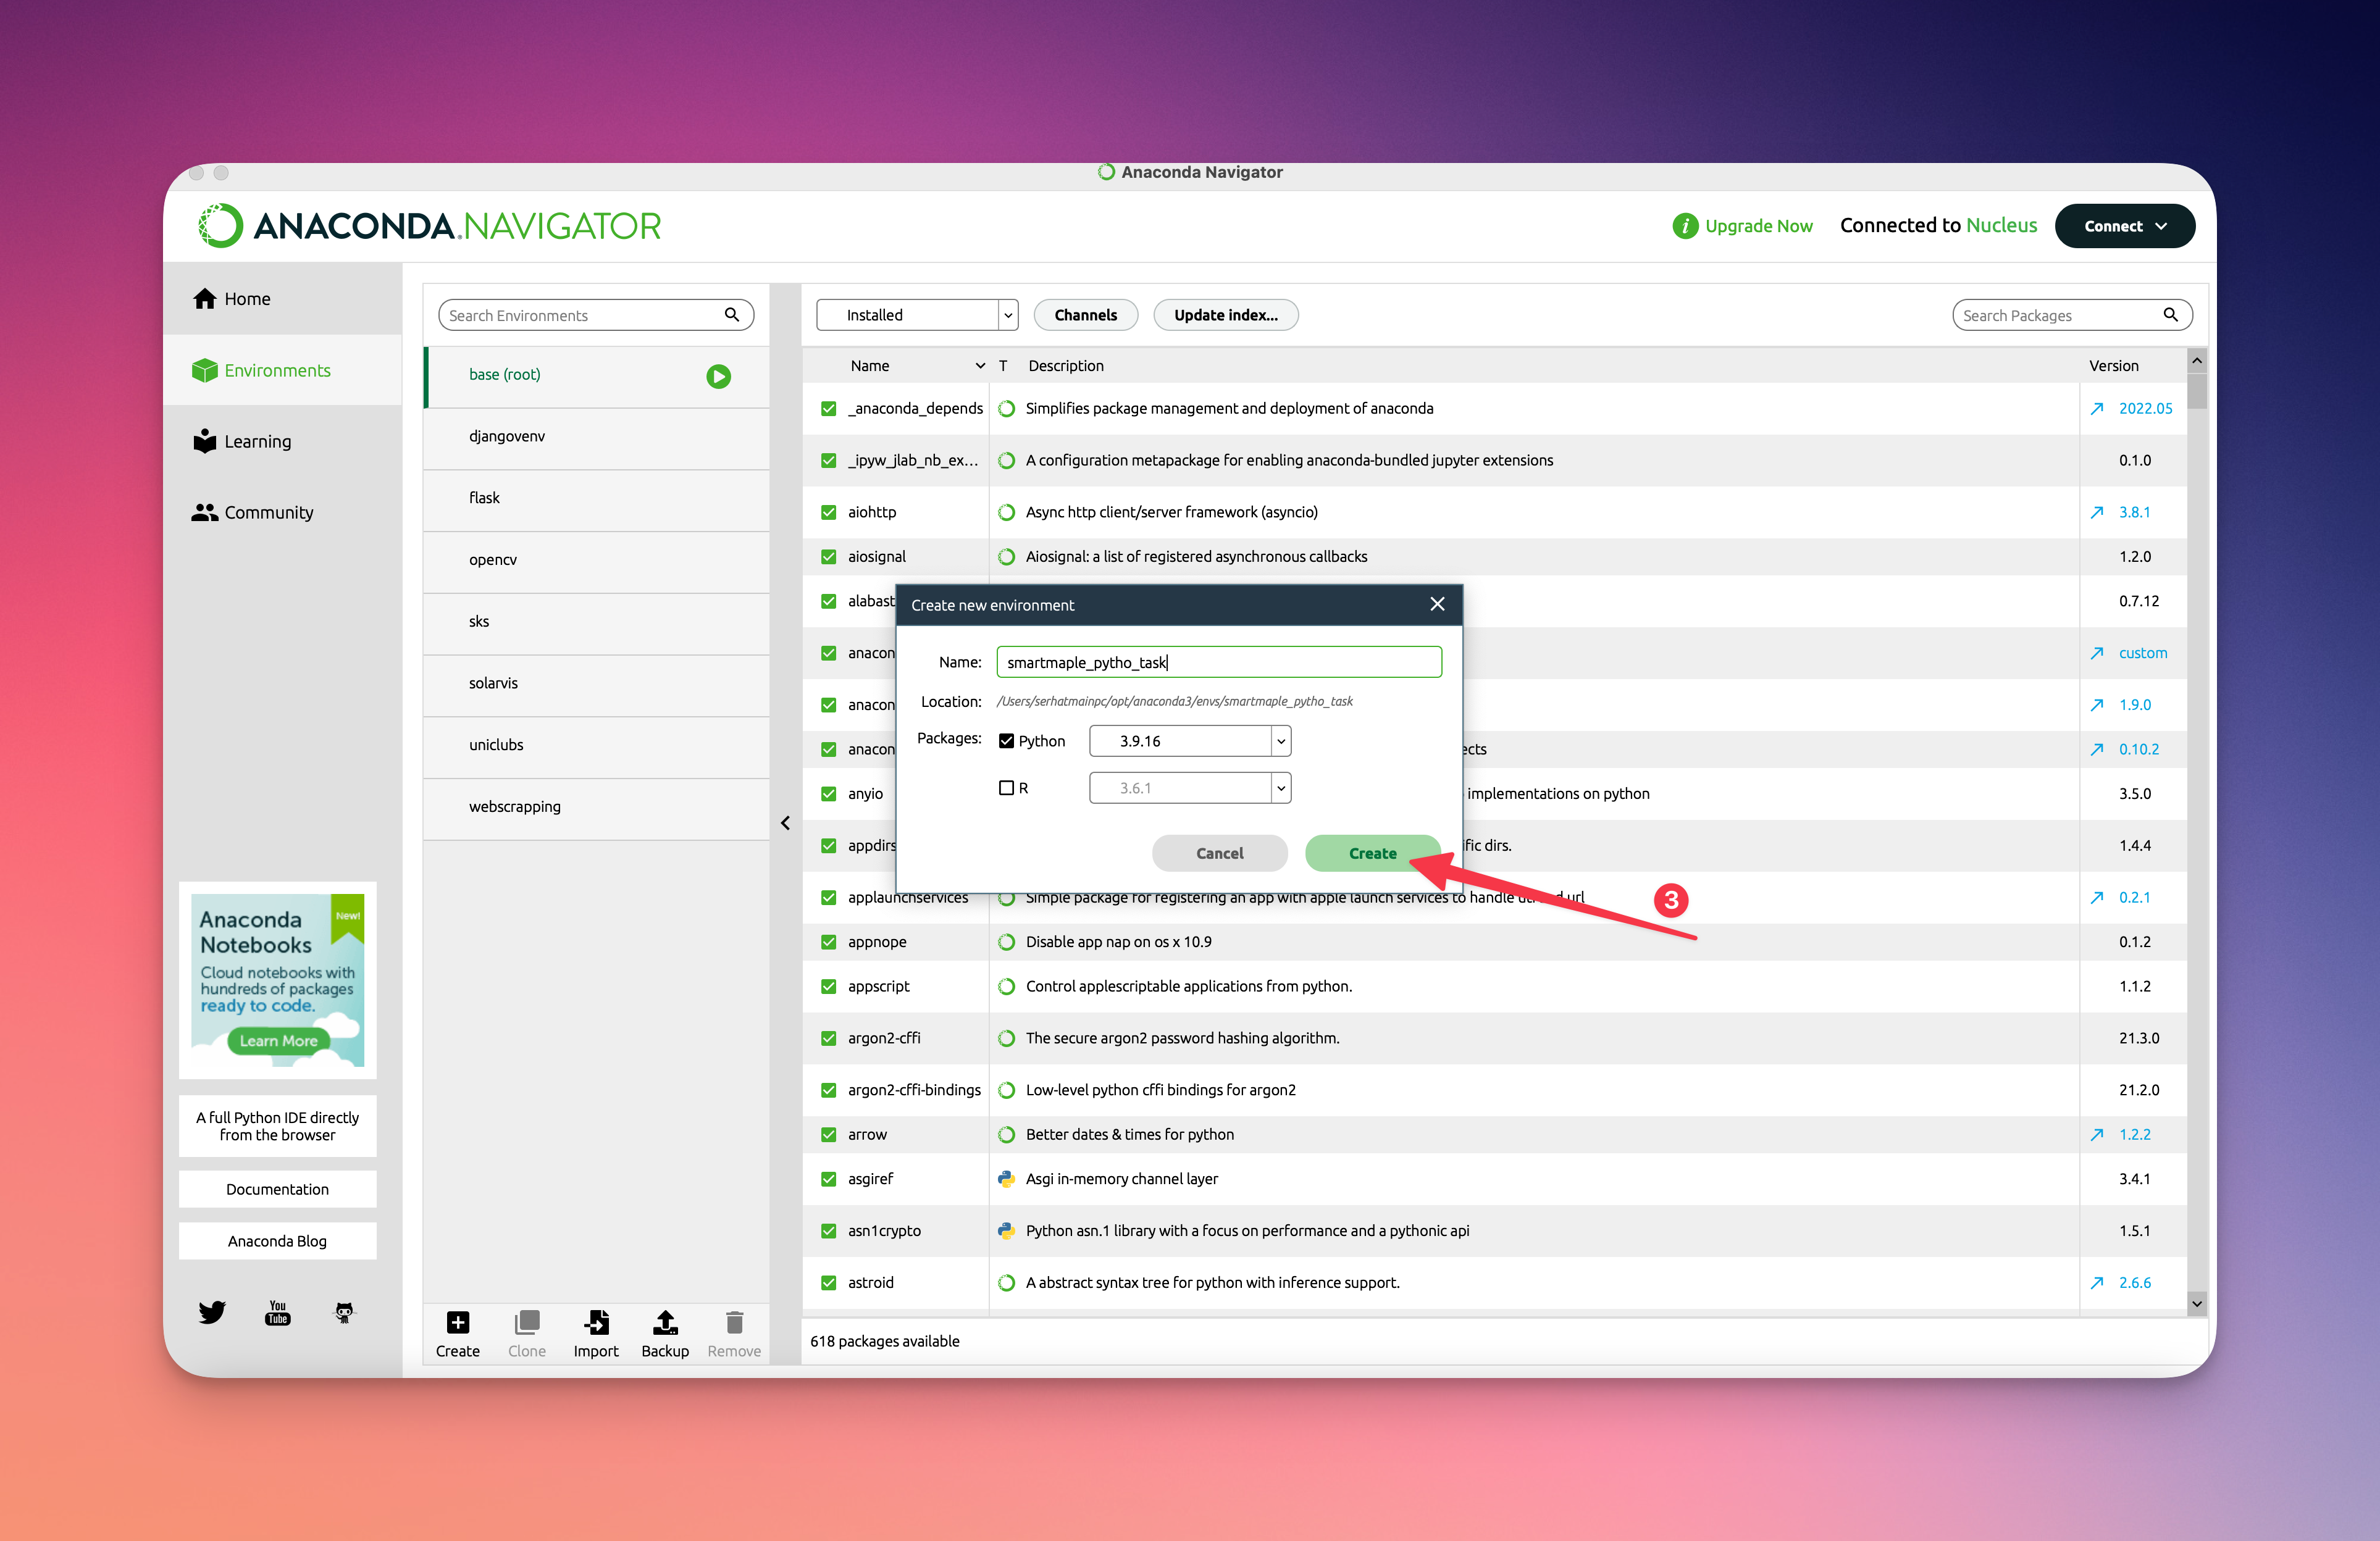 Anaconda Navigator
ANACONDA.NAVIGATOR
Upgrade Now
Connected to Nucleus
Connect
Home
Environments
Learning
Community
Anaconda
Notebooks
New!
Cloud notebooks with
hundreds of packages
ready to code.
Learn More
A full Python IDE directly
from the browser
Documentation
Anaconda Blog
You
Tube
Search Environments
base (root)
djangovenv
flask
opencv
sks
solarvis
uniclubs
webscrapping
Create
Clone
Import
Backup
Remove
Installed
Channels
Update index...
Search Packages
Name T Description Version
_anaconda_depends Simplifies package management and deployment of anaconda 2022.05
_ipyw_jlab_nb_ex... A configuration metapackage for enabling anaconda-bundled jupyter extensions 0.1.0
aiohttp Async http client/server framework (asyncio) 3.8.1
aiosignal Aiosignal: a list of registered asynchronous callbacks 1.2.0
alabast 0.7.12
anacon custom
anacon 1.9.0
anacon ects 0.10.2
anyio implementations on python 3.5.0
appdirs ific dirs. 1.4.4
applaunchservices Simple package for registering an app with apple launch services to handle url 0.2.1
appnope Disable app nap on os x 10.9 0.1.2
appscript Control applescriptable applications from python. 1.1.2
argon2-cffi The secure argon2 password hashing algorithm. 21.3.0
argon2-cffi-bindings Low-level python cffi bindings for argon2 21.2.0
arrow Better dates & times for python 1.2.2
asgiref Asgi in-memory channel layer 3.4.1
asn1crypto Python asn.1 library with a focus on performance and a pythonic api 1.5.1
astroid A abstract syntax tree for python with inference support. 2.6.6
618 packages available
Create new environment
Name: smartmaple_pytho_task
Location: /Users/serhatmainpc/opt/anaconda3/envs/smartmaple_pytho_task
Packages: Python 3.9.16
R 3.6.1
Cancel
Create
3